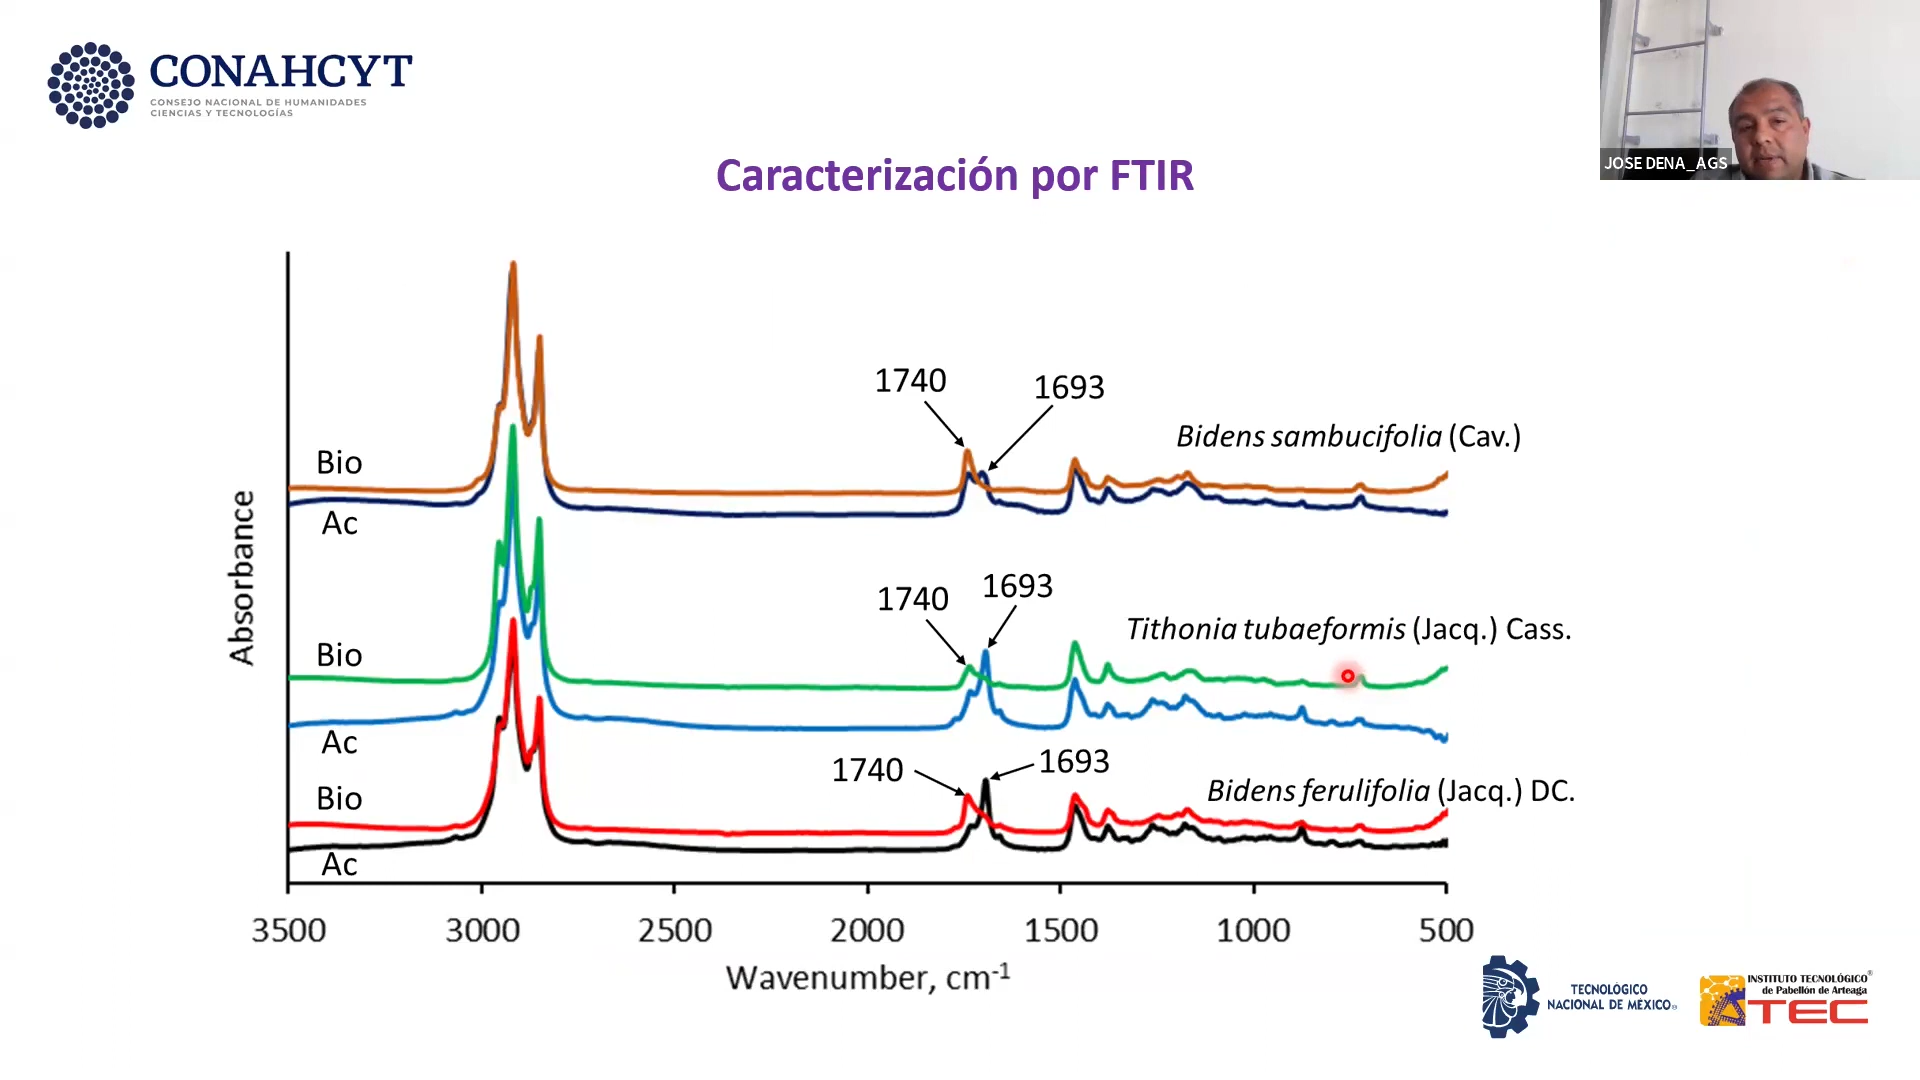 CONAHCYT
CONSEJO NACIONAL DE HUMANIDADES
CIENCIAS Y TECNOLOGÍAS
JOSE DENA_AGS
Caracterización por FTIR
1740
1693
Bidens sambucifolia (Cav.)
Bio
Ac
1740
1693
Tithonia tubaeformis (Jacq.) Cass.
Bio
Ac
1740
1693
Bidens ferulifolia (Jacq.) DC.
Bio
Ac
Absorbance
3500 3000 2500 2000 1500 1000 500
Wavenumber, cm⁻¹
TECNOLÓGICO
NACIONAL DE MÉXICO®
INSTITUTO TECNOLÓGICO®
de Pabellón de Arteaga
TEC